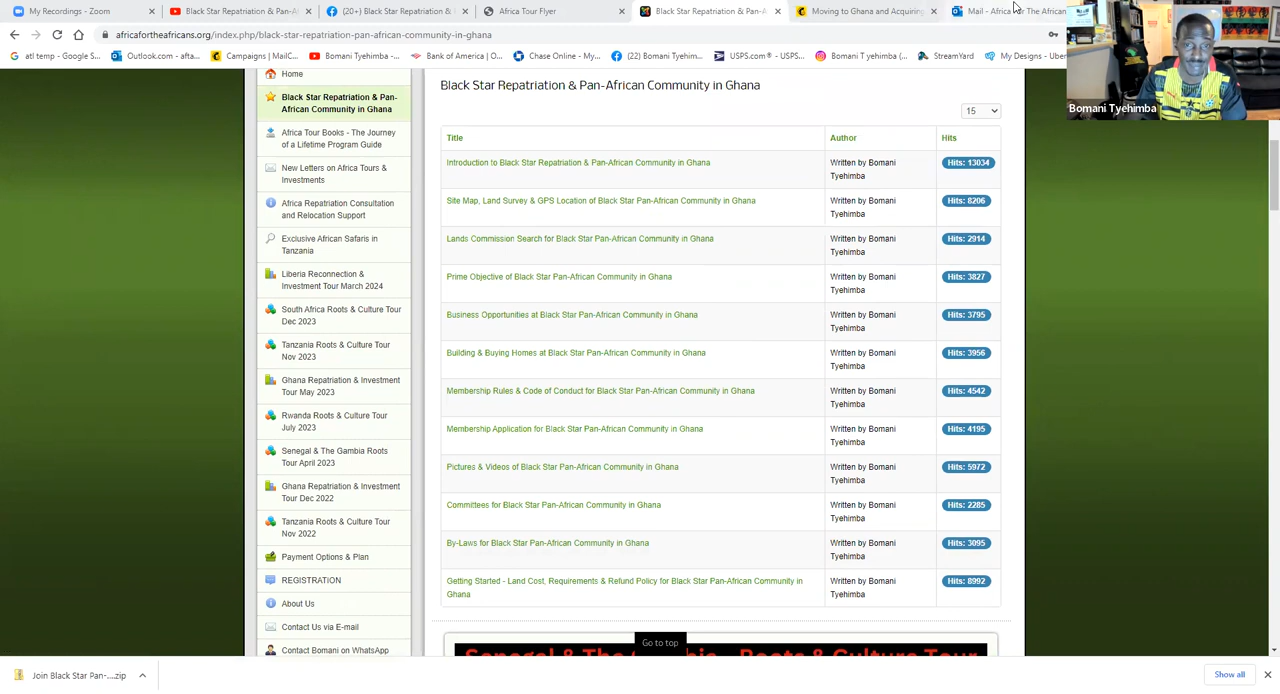 My Recordings - Zoom
Black Star Repatriation & Pan-Af
(20+) Black Star Repatriation &
Africa Tour Flyer
Black Star Repatriation & Pan-A
Moving to Ghana and Acquiring
Mail - Africa For The African
africafortheafricans.org/index.php/black-star-repatriation-pan-african-community-in-ghana
atl temp - Google S...
Outlook.com - afta...
Campaigns | MailC...
Bomani Tyehimba -...
Bank of America -...
Chase Online - My...
(22) Bomani Tyehim...
USPS.com® - USPS...
Bomani T yehimba (...
StreamYard
My Designs - Uber
Bomani Tyehimba
Home
Black Star Repatriation & Pan-
African Community in Ghana
Africa Tour Books - The Journey
of a Lifetime Program Guide
New Letters on Africa Tours &
Investments
Africa Repatriation Consultation
and Relocation Support
Exclusive African Safaris in
Tanzania
Liberia Reconnection &
Investment Tour March 2024
South Africa Roots & Culture Tour
Dec 2023
Tanzania Roots & Culture Tour
Nov 2023
Ghana Repatriation & Investment
Tour May 2023
Rwanda Roots & Culture Tour
July 2023
Senegal & The Gambia Roots
Tour April 2023
Ghana Repatriation & Investment
Tour Dec 2022
Tanzania Roots & Culture Tour
Nov 2022
Payment Options & Plan
REGISTRATION
About Us
Contact Us via E-mail
Contact Bomani on WhatsApp
Black Star Repatriation & Pan-African Community in Ghana
15
Title Author Hits
Introduction to Black Star Repatriation & Pan-African Community in Ghana Written by Bomani Hits: 13034
Tyehimba
Site Map, Land Survey & GPS Location of Black Star Pan-African Community in Ghana Written by Bomani Hits: 8206
Tyehimba
Lands Commission Search for Black Star Pan-African Community in Ghana Written by Bomani Hits: 2914
Tyehimba
Prime Objective of Black Star Pan-African Community in Ghana Written by Bomani Hits: 3827
Tyehimba
Business Opportunities at Black Star Pan-African Community in Ghana Written by Bomani Hits: 3795
Tyehimba
Building & Buying Homes at Black Star Pan-African Community in Ghana Written by Bomani Hits: 3956
Tyehimba
Membership Rules & Code of Conduct for Black Star Pan-African Community in Ghana Written by Bomani Hits: 4542
Tyehimba
Membership Application for Black Star Pan-African Community in Ghana Written by Bomani Hits: 4195
Tyehimba
Pictures & Videos of Black Star Pan-African Community in Ghana Written by Bomani Hits: 5972
Tyehimba
Committees for Black Star Pan-African Community in Ghana Written by Bomani Hits: 2285
Tyehimba
By-Laws for Black Star Pan-African Community in Ghana Written by Bomani Hits: 3095
Tyehimba
Getting Started - Land Cost, Requirements & Refund Policy for Black Star Pan-African Community in Written by Bomani Hits: 8992
Ghana Tyehimba
Go to top
Senegal & The Roots & Culture Tour
Join Black Star Pan-....zip
Show all